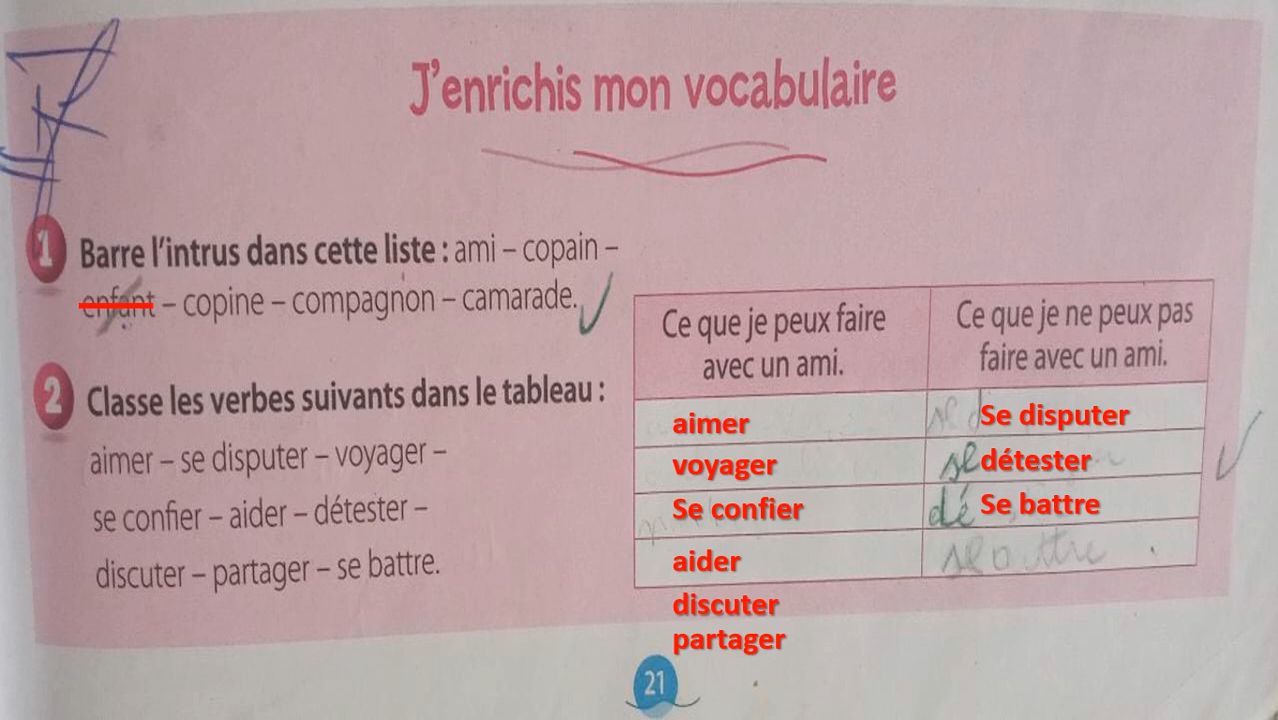 J'enrichis mon vocabulaire
1 Barre l'intrus dans cette liste : ami – copain –
enfant – copine – compagnon – camarade.
2 Classe les verbes suivants dans le tableau :
aimer – se disputer – voyager –
se confier – aider – détester –
discuter – partager – se battre.
Ce que je peux faire
avec un ami.
Ce que je ne peux pas
faire avec un ami.
aimer
se d Se disputer
voyager
se détester
Se confier
dé Se battre
aider
discuter
partager
21